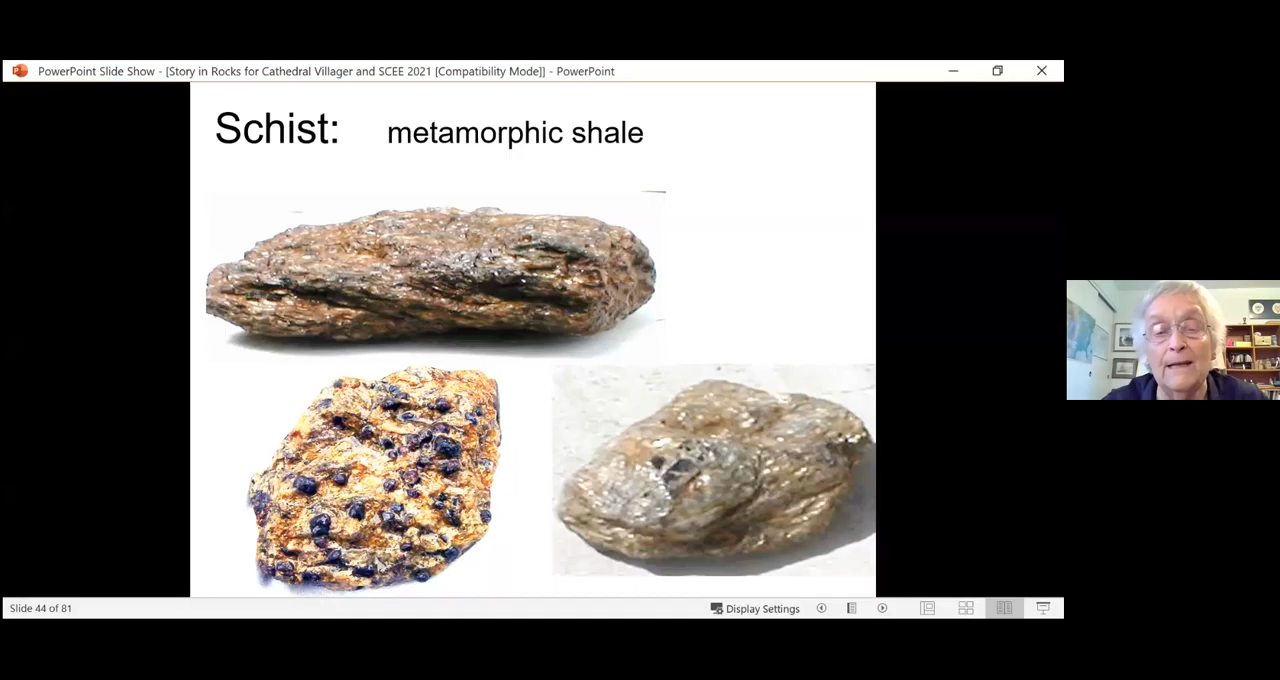 PowerPoint Slide Show - [Story in Rocks for Cathedral Villager and SCEE 2021 [Compatibility Mode]] - PowerPoint
Schist: metamorphic shale
Slide 44 of 81
Display Settings